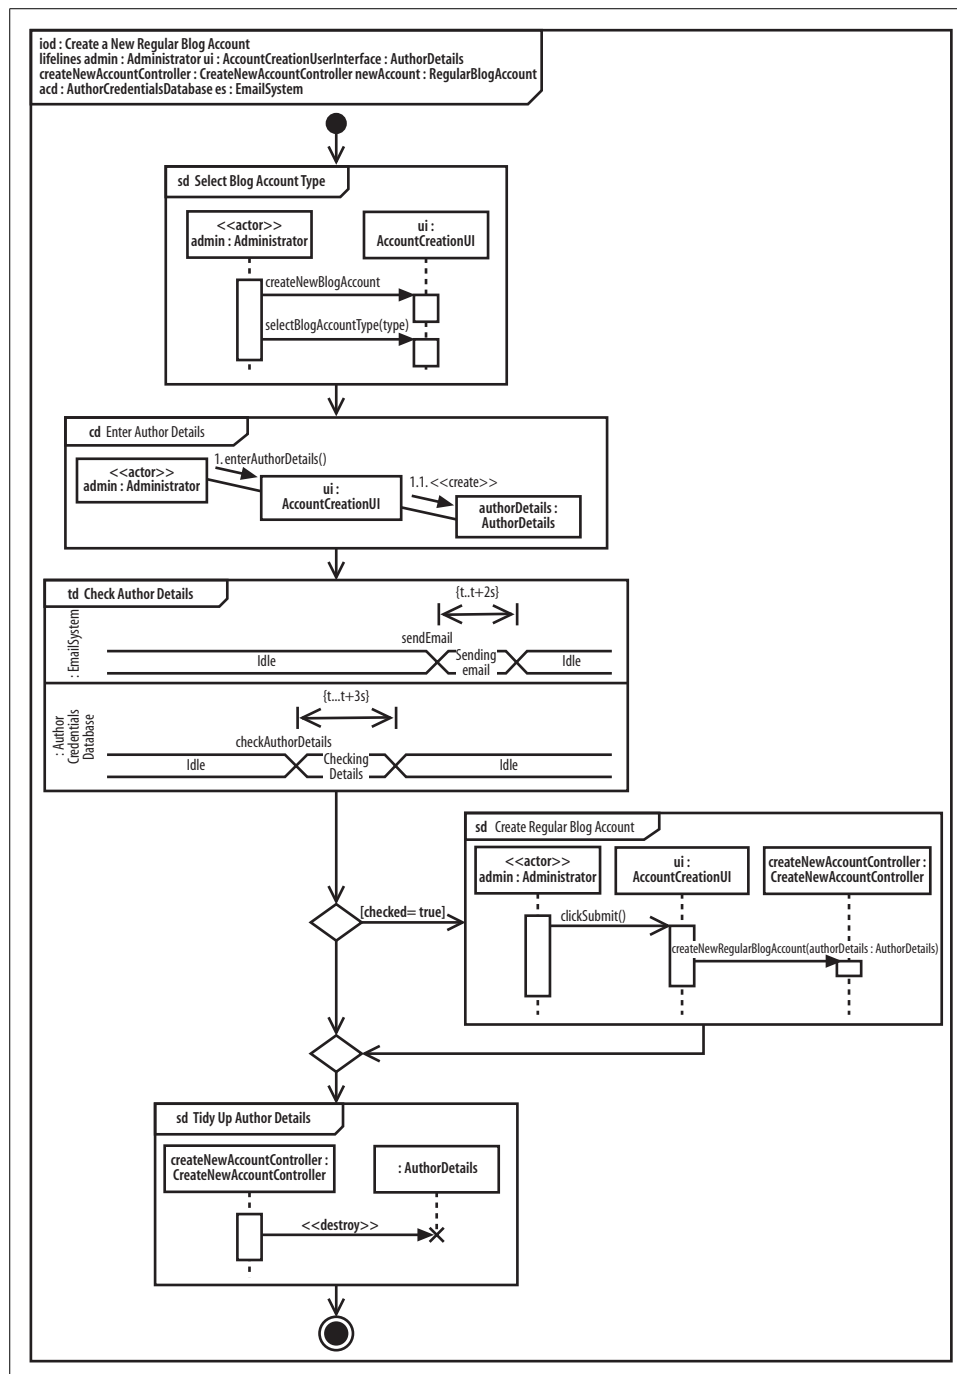 iod : Create a New Regular Blog Account
lifelines admin : Administrator ui : AccountCreationUserInterface : AuthorDetails
createNewAccountController : CreateNewAccountController newAccount : RegularBlogAccount
acd : AuthorCredentialsDatabase es : EmailSystem
sd Select Blog Account Type
<<actor>>
admin : Administrator
ui :
AccountCreationUI
createNewBlogAccount
selectBlogAccountType(type)
cd Enter Author Details
<<actor>>
admin : Administrator
1. enterAuthorDetails()
ui :
AccountCreationUI
1.1. <<create>>
authorDetails :
AuthorDetails
td Check Author Details
: EmailSystem
{t..t+2s}
sendEmail
Idle
Sending
email
Idle
: Author
Credentials
Database
{t...t+3s}
checkAuthorDetails
Idle
Checking
Details
Idle
sd Create Regular Blog Account
<<actor>>
admin : Administrator
ui :
AccountCreationUI
createNewAccountController :
CreateNewAccountController
[checked= true]
clickSubmit()
createNewRegularBlogAccount(authorDetails : AuthorDetails)
sd Tidy Up Author Details
createNewAccountController :
CreateNewAccountController
: AuthorDetails
<<destroy>>